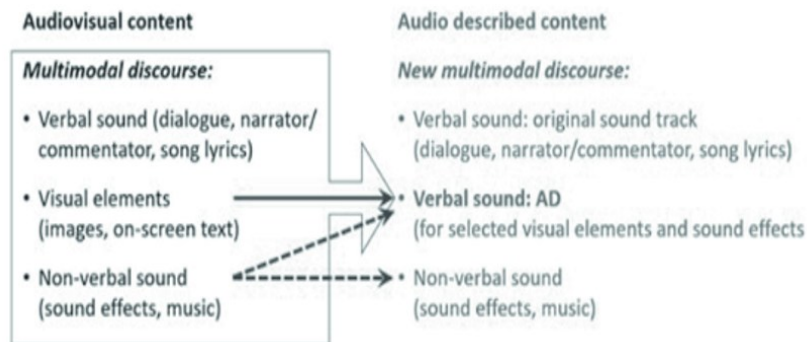 Audiovisual content
Multimodal discourse:
• Verbal sound (dialogue, narrator/
commentator, song lyrics)
• Visual elements
(images, on-screen text)
• Non-verbal sound
(sound effects, music)
Audio described content
New multimodal discourse:
• Verbal sound: original sound track
(dialogue, narrator/commentator, song lyrics)
• Verbal sound: AD
(for selected visual elements and sound effects
• Non-verbal sound
(sound effects, music)